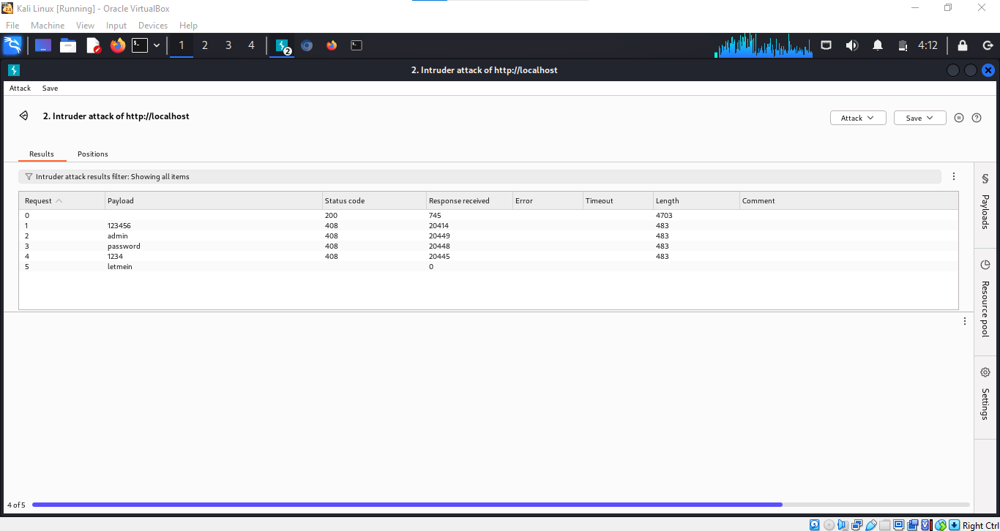 Kali Linux [Running] - Oracle VirtualBox
File Machine View Input Devices Help
1 2 3 4 2 4:12
2. Intruder attack of http://localhost
Attack Save
2. Intruder attack of http://localhost
Attack Save
Results Positions
Intruder attack results filter: Showing all items
Request Payload Status code Response received Error Timeout Length Comment
0 200 745 4703
1 123456 408 20414 483
2 admin 408 20449 483
3 password 408 20448 483
4 1234 408 20445 483
5 letmein 0
Payloads
Resource pool
Settings
4 of 5
Right Ctrl